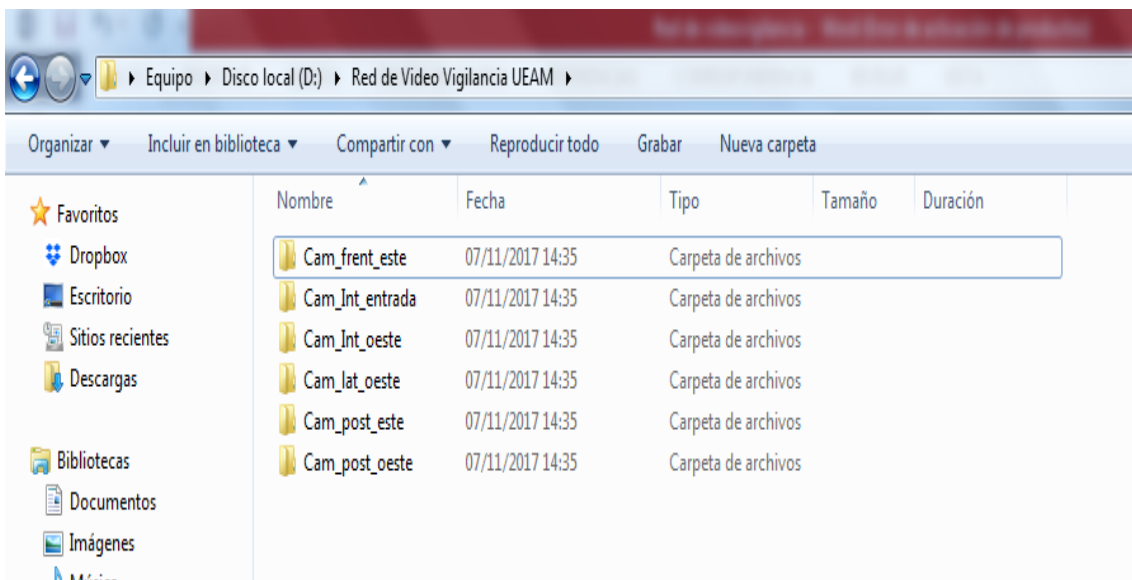 Equipo ▸ Disco local (D:) ▸ Red de Video Vigilancia UEAM ▸
Organizar ▾ Incluir en biblioteca ▾ Compartir con ▾ Reproducir todo Grabar Nueva carpeta
Nombre Fecha Tipo Tamaño Duración
Favoritos
Dropbox
Escritorio
Sitios recientes
Descargas
Bibliotecas
Documentos
Imágenes
Cam_frent_este 07/11/2017 14:35 Carpeta de archivos
Cam_Int_entrada 07/11/2017 14:35 Carpeta de archivos
Cam_Int_oeste 07/11/2017 14:35 Carpeta de archivos
Cam_lat_oeste 07/11/2017 14:35 Carpeta de archivos
Cam_post_este 07/11/2017 14:35 Carpeta de archivos
Cam_post_oeste 07/11/2017 14:35 Carpeta de archivos